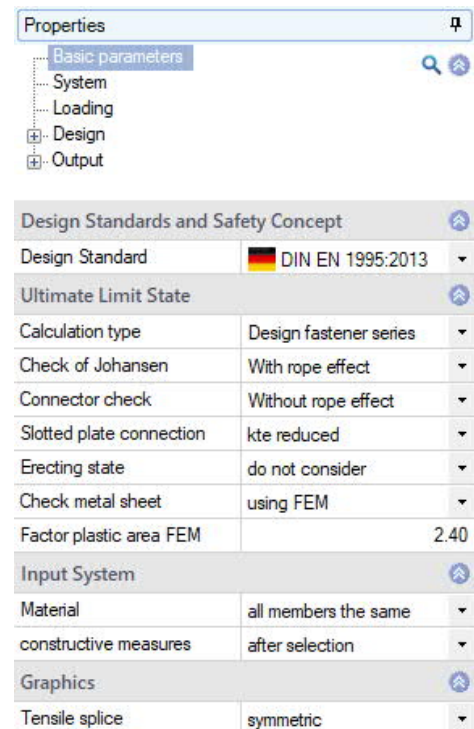 Properties
Basic parameters
System
Loading
Design
Output
Design Standards and Safety Concept
Design Standard DIN EN 1995:2013
Ultimate Limit State
Calculation type Design fastener series
Check of Johansen With rope effect
Connector check Without rope effect
Slotted plate connection kte reduced
Erecting state do not consider
Check metal sheet using FEM
Factor plastic area FEM 2.40
Input System
Material all members the same
constructive measures after selection
Graphics
Tensile splice symmetric